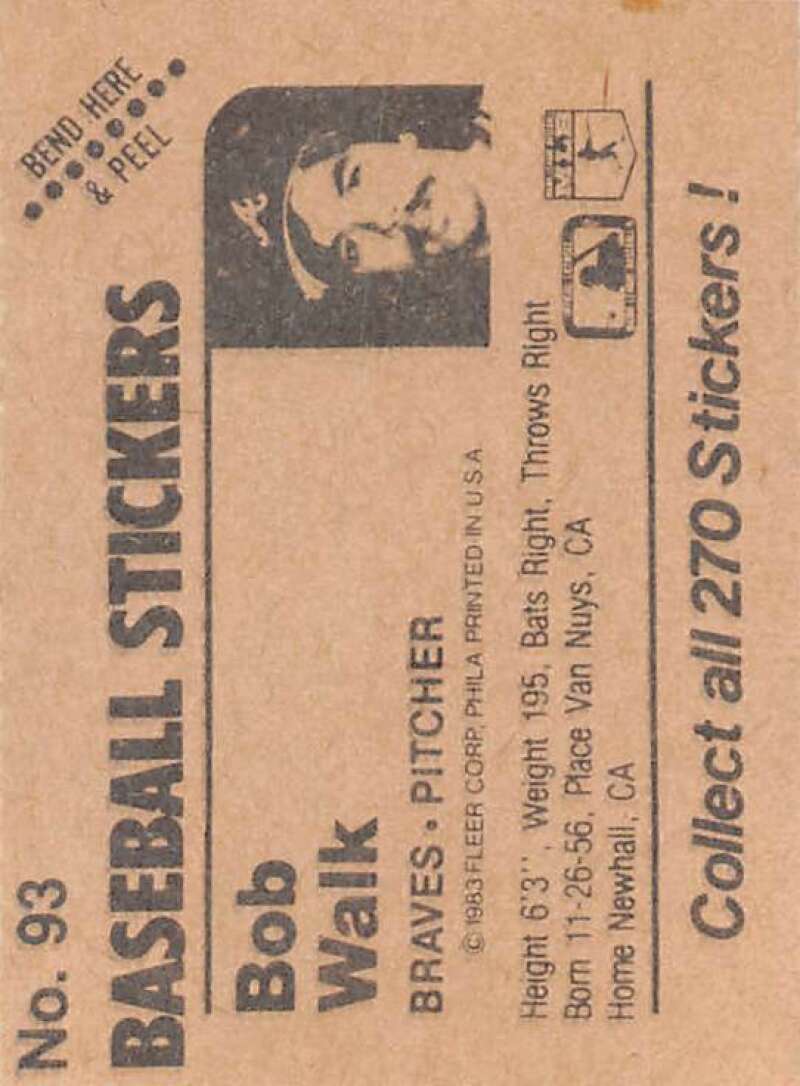 No. 93
BEND HERE
& PEEL
BASEBALL STICKERS
Bob
Walk
BRAVES • PITCHER
© 1983 FLEER CORP. PHILA PRINTED IN U.S.A
Height 6'3'', Weight 195, Bats Right, Throws Right
Born 11-26-56, Place Van Nuys, CA
Home Newhall, CA
Collect all 270 Stickers!